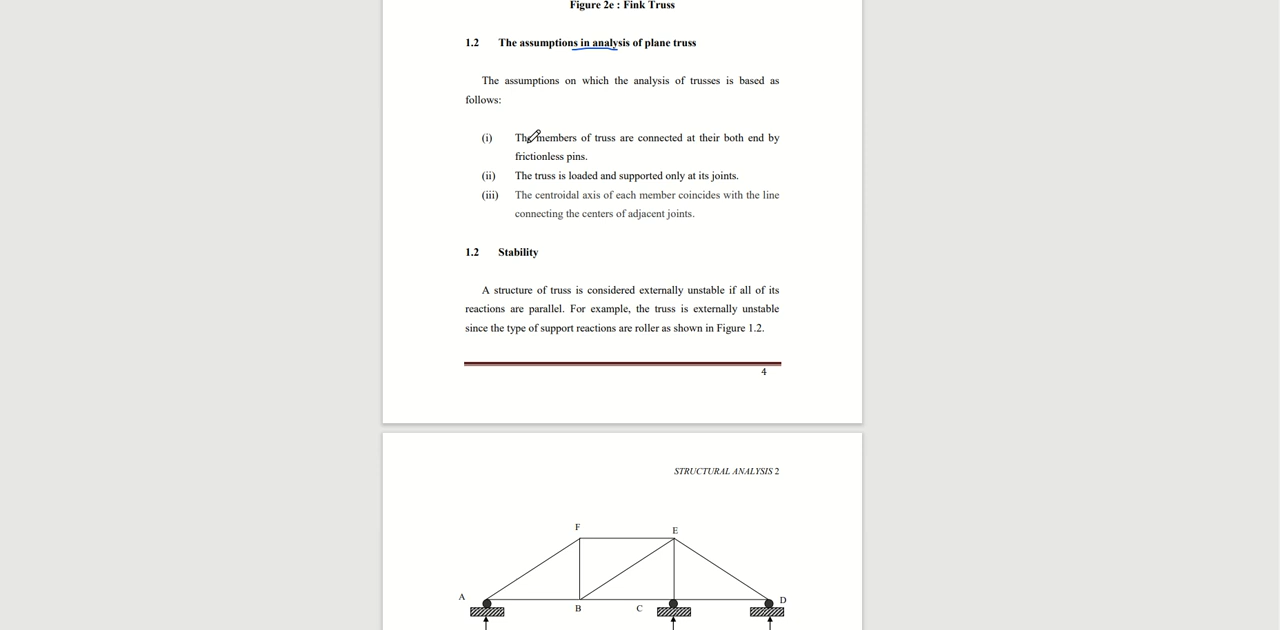 Figure 2e : Fink Truss
1.2 The assumptions in analysis of plane truss
The assumptions on which the analysis of trusses is based as
follows:
(i) The members of truss are connected at their both end by
frictionless pins.
(ii) The truss is loaded and supported only at its joints.
(iii) The centroidal axis of each member coincides with the line
connecting the centers of adjacent joints.
1.2 Stability
A structure of truss is considered externally unstable if all of its
reactions are parallel. For example, the truss is externally unstable
since the type of support reactions are roller as shown in Figure 1.2.
4
STRUCTURAL ANALYSIS 2
F E
A D
B C